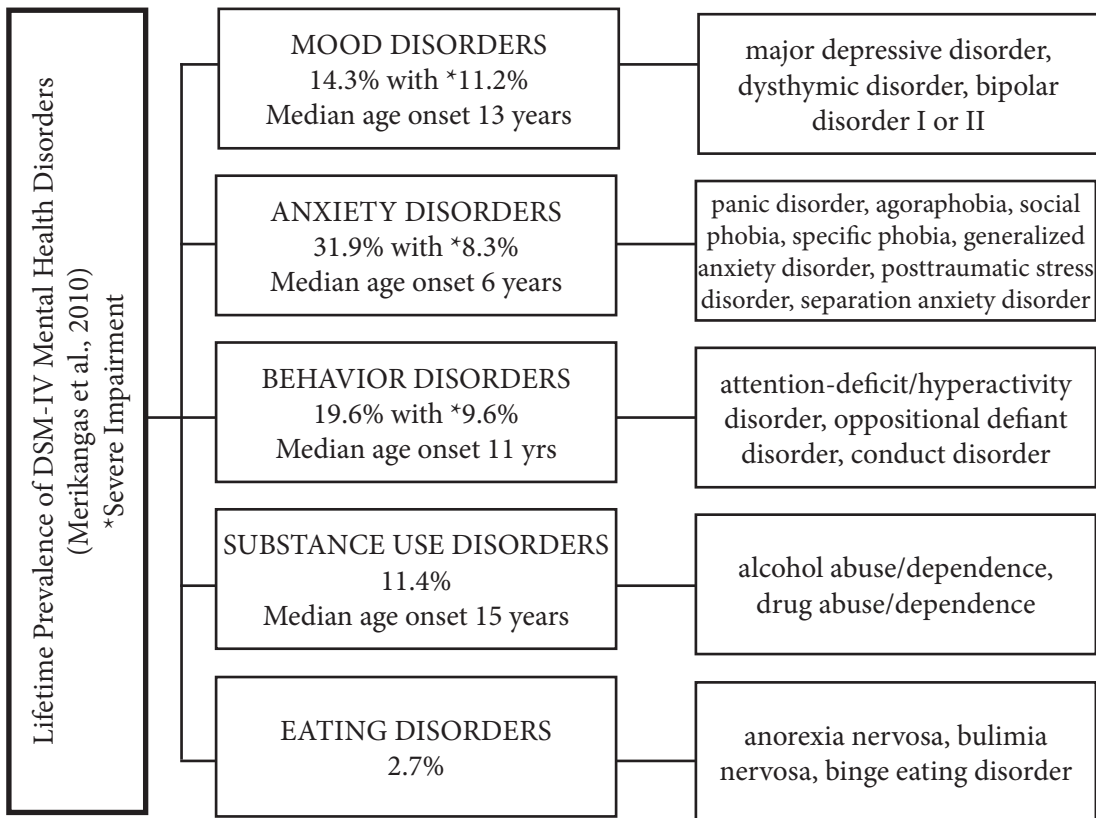 Lifetime Prevalence of DSM-IV Mental Health Disorders
(Merikangas et al., 2010)
*Severe Impairment
MOOD DISORDERS
14.3% with *11.2%
Median age onset 13 years
major depressive disorder,
dysthymic disorder, bipolar
disorder I or II
ANXIETY DISORDERS
31.9% with *8.3%
Median age onset 6 years
panic disorder, agoraphobia, social
phobia, specific phobia, generalized
anxiety disorder, posttraumatic stress
disorder, separation anxiety disorder
BEHAVIOR DISORDERS
19.6% with *9.6%
Median age onset 11 yrs
attention-deficit/hyperactivity
disorder, oppositional defiant
disorder, conduct disorder
SUBSTANCE USE DISORDERS
11.4%
Median age onset 15 years
alcohol abuse/dependence,
drug abuse/dependence
EATING DISORDERS
2.7%
anorexia nervosa, bulimia
nervosa, binge eating disorder